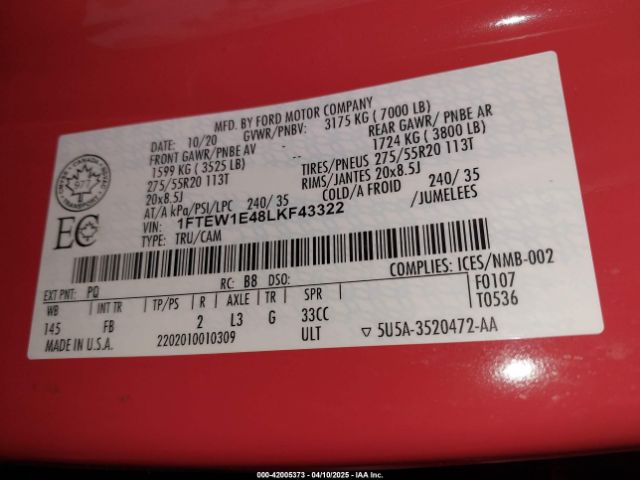 MFD. BY FORD MOTOR COMPANY
DATE: 10/20 GVWR/PNBV: 3175 KG ( 7000 LB)
FRONT GAWR/PNBE AV -- REAR GAWR/ PNBE AR
1599 KG ( 3525 LB) 1724 KG ( 3800 LB)
275/55R20 113T TIRES/PNEUS 275/55R20 113T
20x8.5J RIMS/JANTES 20x8.5J
AT/A kPa/PSI/LPC 240/ 35 COLD/A FROID 240/ 35
VIN: 1FTEW1E48LKF43322 /JUMELEES
TYPE: TRU/CAM
CANADA
977
TRANSPORT
EC
EXT PNT: PQ RC: B8 DSO: COMPLIES: ICES/NMB-002
WB INT TR TP/PS R AXLE TR SPR F0107
145 FB 2 L3 G 33CC T0536
MADE IN U.S.A. 2202010010309 ULT ▽ 5U5A-3520472-AA
000-42005373 - 04/10/2025 - IAA Inc.